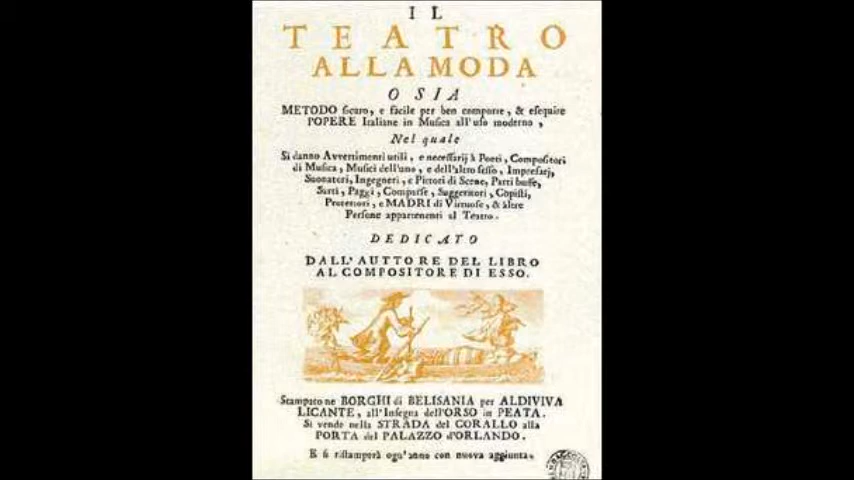 IL
TEATRO
ALLA MODA
O SIA
METODO sicuro, e facile per ben comporre, & esequire
l'OPERE Italiane in Musica all'uso moderno,
Nel quale
Si danno Avvertimenti utili, e necessarij à Poeti, Compositori
di Musica, Musici dell'uno, e dell'altro sesso, Impresarj,
Suonatori, Ingegneri, e Pittori di Scene, Parti buffe,
Sarti, Paggi, Comparse, Suggeritori, Copisti,
Protettori, e MADRI di Virtuose, & altre
Persone appartenenti al Teatro.
DEDICATO
DALL'AUTTORE DEL LIBRO
AL COMPOSITORE DI ESSO.
Stampato ne BORGHI di BELISANIA per ALDIVIVA
LICANTE, all'Insegna dell'ORSO in PEATA.
Si vende nella STRADA del CORALLO alla
PORTA del PALAZZO d'ORLANDO.
E si ristamperà ogn'anno con nuova aggiunta.